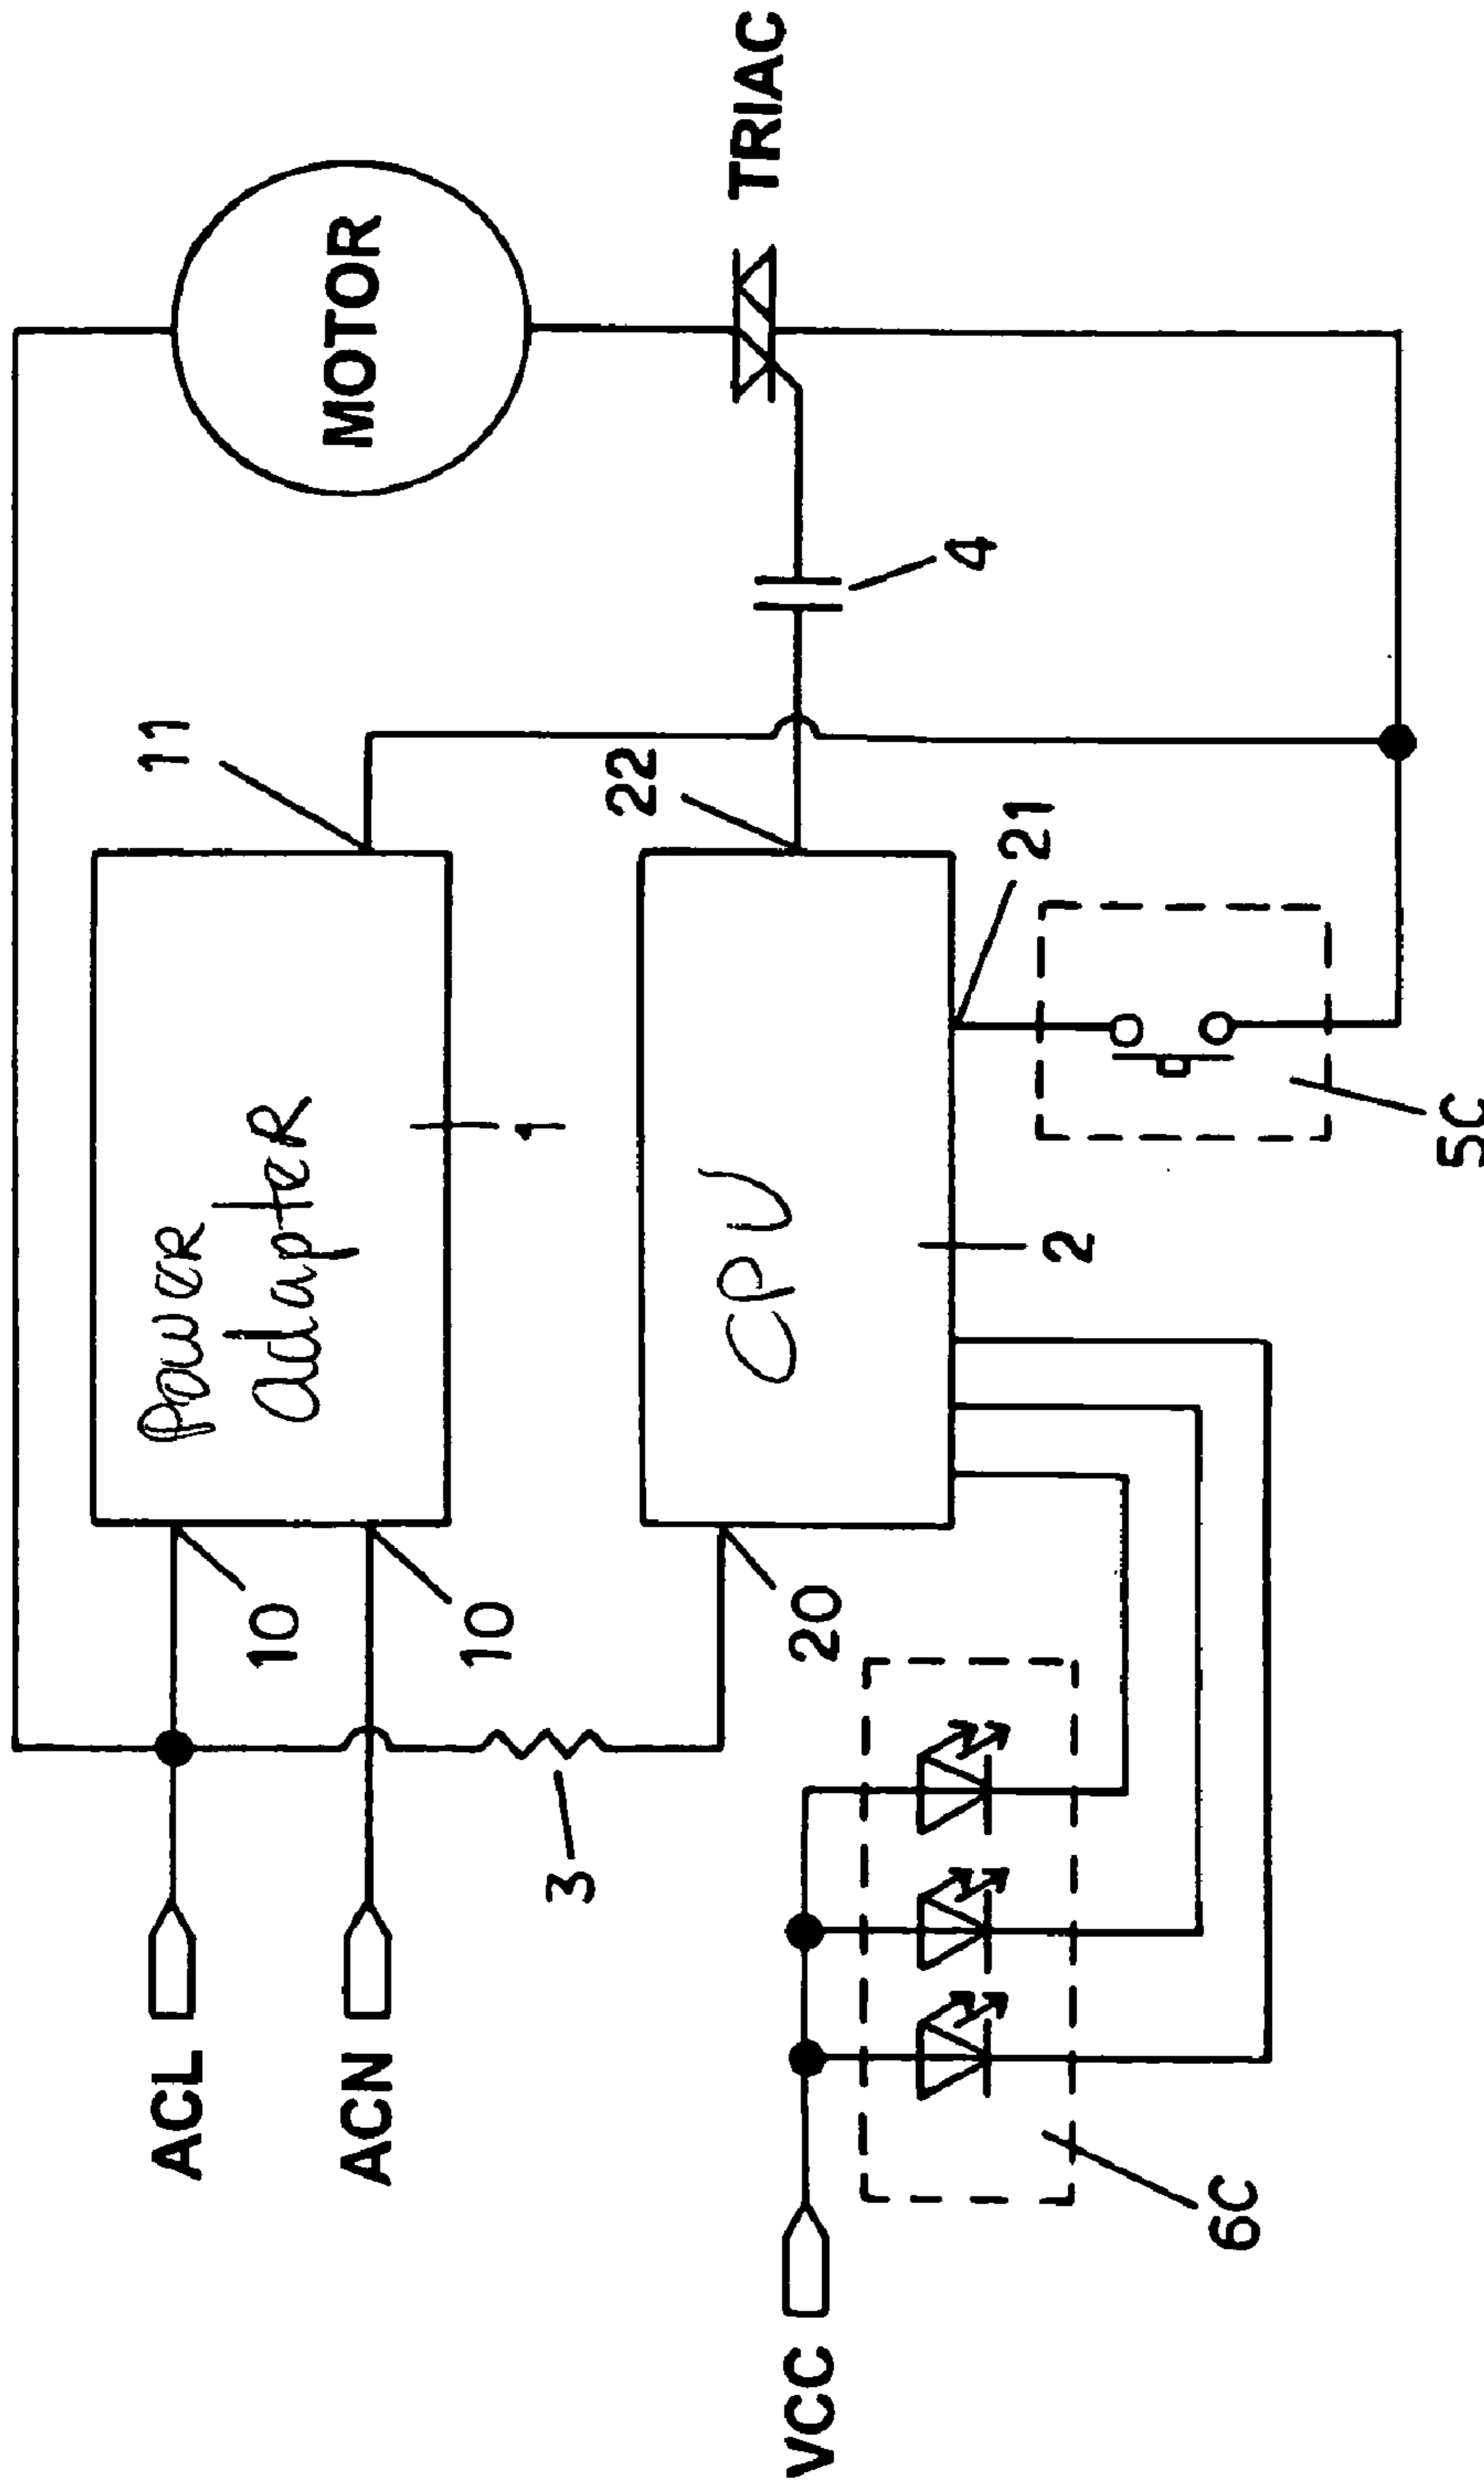 MOTOR
TRIAC
11
22
4
Power
adapter
1
CPU
2
21
5C
10
10
20
3
ACL
ACN
VCC
6C